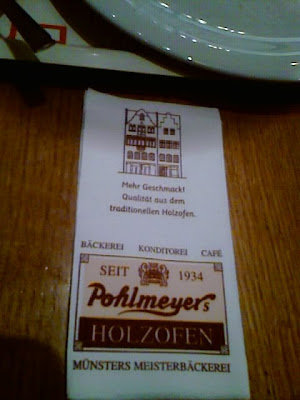 Mehr Geschmack!
Qualität aus dem
traditionellen Holzofen.
BÄCKEREI KONDITOREI CAFÉ
SEIT 1934
Pohlmeyer's
HOLZOFEN
MÜNSTERS MEISTERBÄCKEREI